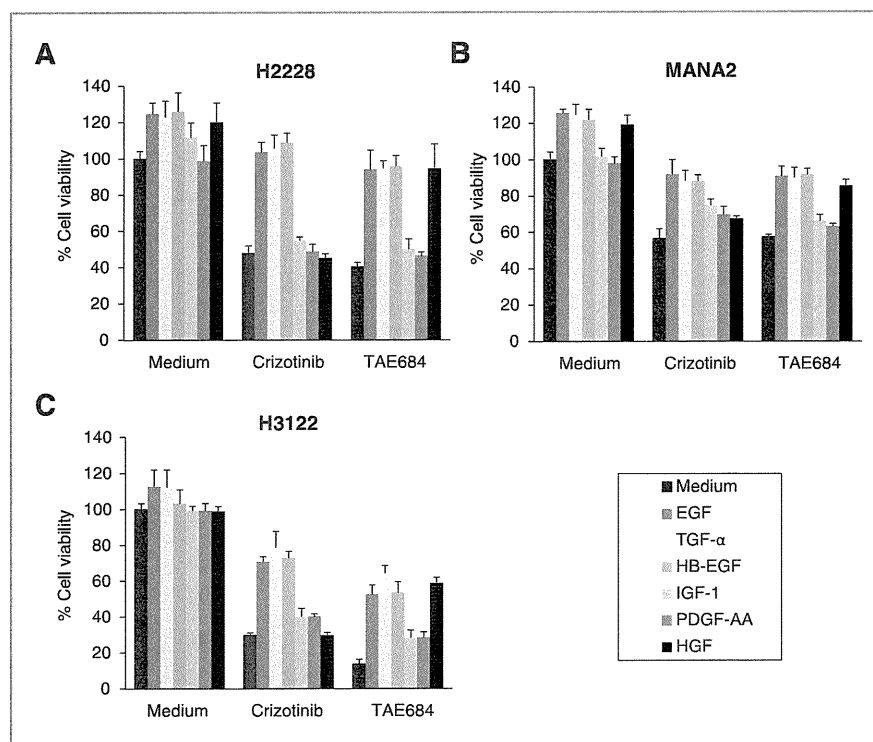 A
H2228
% Cell viability
140
120
100
80
60
40
20
0
Medium
Crizotinib
TAE684
B
MANA2
% Cell viability
140
120
100
80
60
40
20
0
Medium
Crizotinib
TAE684
C
H3122
% Cell viability
140
120
100
80
60
40
20
0
Medium
Crizotinib
TAE684
Medium
EGF
TGF-α
HB-EGF
IGF-1
PDGF-AA
HGF